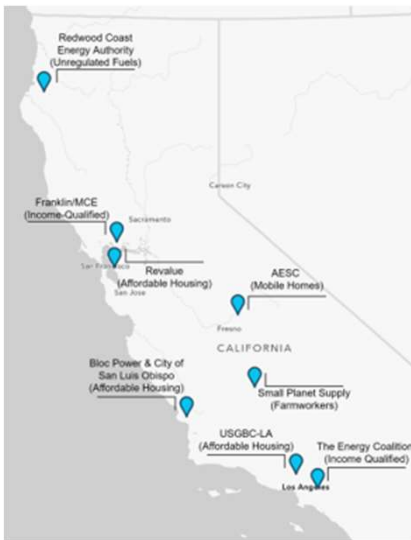 Redwood Coast
Energy Authority
(Unregulated Fuels)
Carson City
Franklin/MCE
(Income-Qualified)
Sacramento
San Francisco
Revalue
(Affordable Housing)
San Jose
AESC
(Mobile Homes)
Fresno
CALIFORNIA
Bloc Power & City of
San Luis Obispo
(Affordable Housing)
Small Planet Supply
(Farmworkers)
USGBC-LA
(Affordable Housing)
The Energy Coalition
(Income Qualified)
Los Angeles